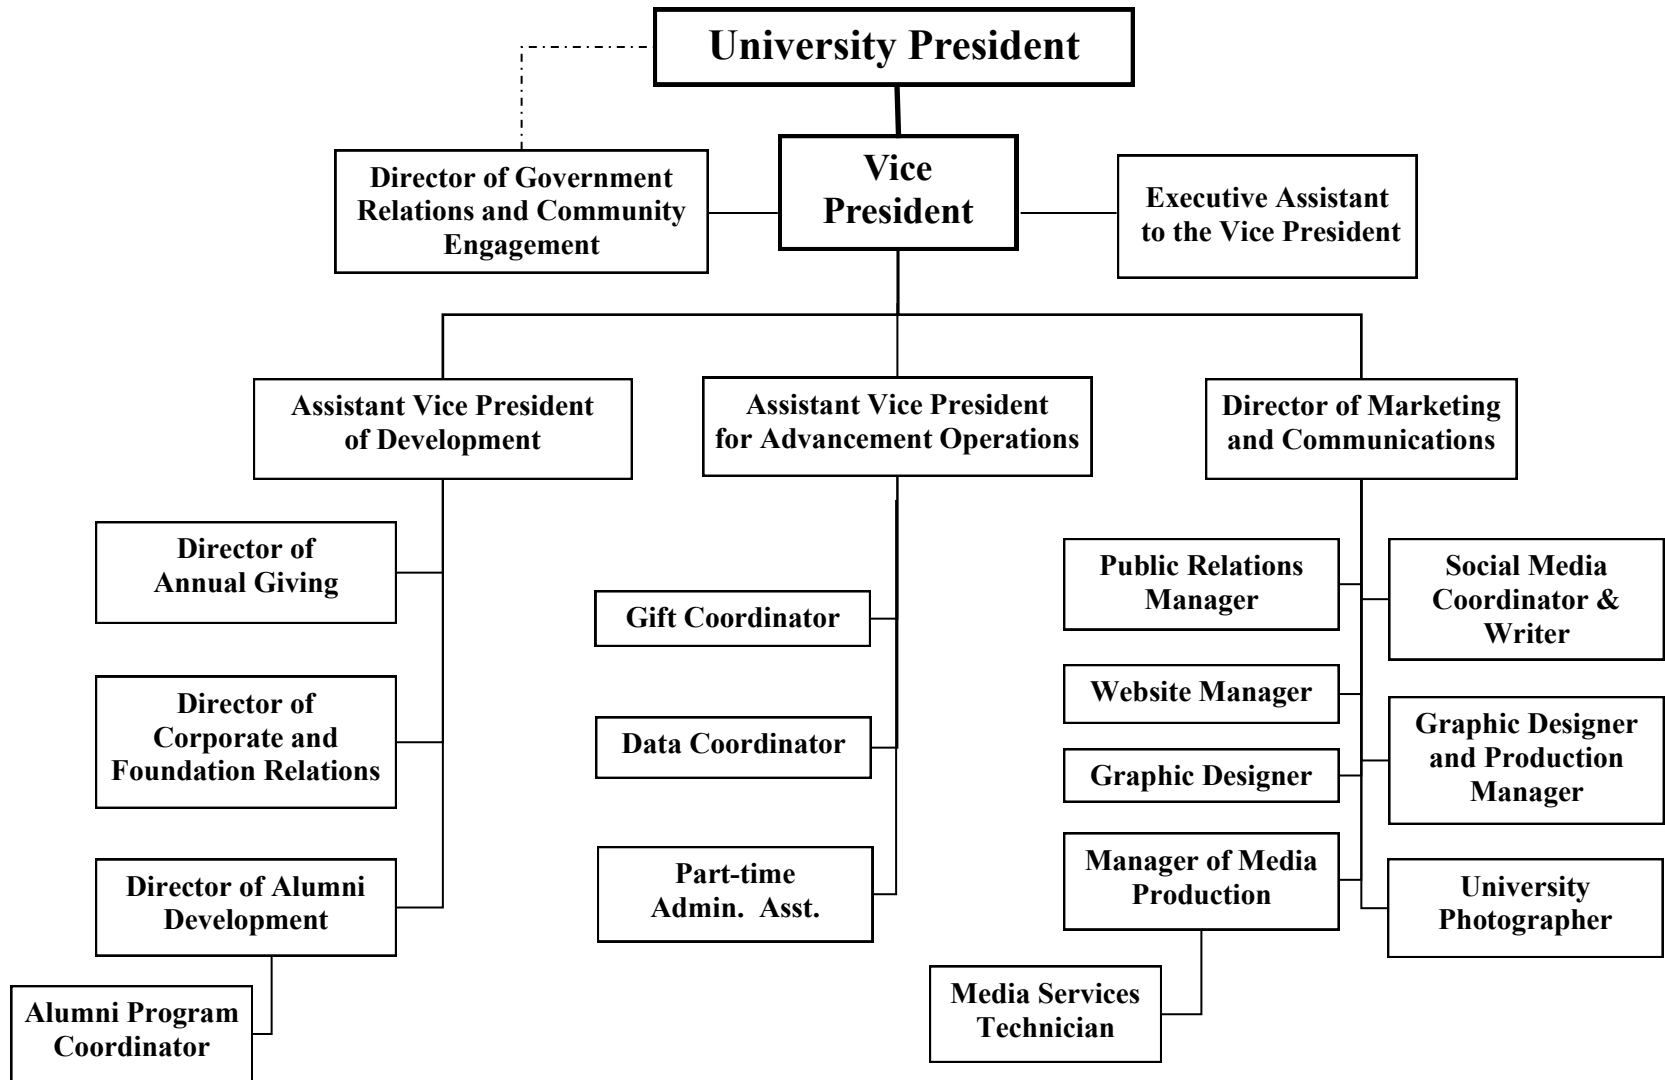 University President
Director of Government
Relations and Community
Engagement
Vice
President
Executive Assistant
to the Vice President
Assistant Vice President
of Development
Assistant Vice President
for Advancement Operations
Director of Marketing
and Communications
Director of
Annual Giving
Director of
Corporate and
Foundation Relations
Director of Alumni
Development
Alumni Program
Coordinator
Gift Coordinator
Data Coordinator
Part-time
Admin. Asst.
Public Relations
Manager
Website Manager
Graphic Designer
Manager of Media
Production
Media Services
Technician
Social Media
Coordinator &
Writer
Graphic Designer
and Production
Manager
University
Photographer